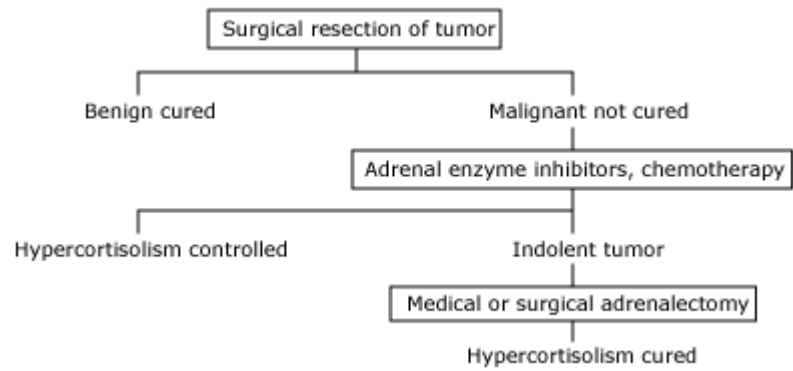 Surgical resection of tumor
Benign cured
Malignant not cured
Adrenal enzyme inhibitors, chemotherapy
Hypercortisolism controlled
Indolent tumor
Medical or surgical adrenalectomy
Hypercortisolism cured